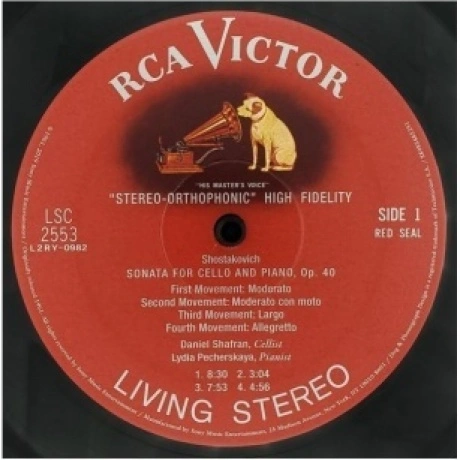 RCA VICTOR
"HIS MASTER'S VOICE"
"STEREO-ORTHOPHONIC" HIGH FIDELITY
LSC
2553
L2RY-0982
SIDE 1
RED SEAL
Shostakovich
SONATA FOR CELLO AND PIANO, Op. 40
First Movement: Moderato
Second Movement: Moderato con moto
Third Movement: Largo
Fourth Movement: Allegretto
Daniel Shafran, Cellist
Lydia Pecherskaya, Pianist
1. 8:30 2. 3:04
3. 7:53 4. 4:56
LIVING STEREO